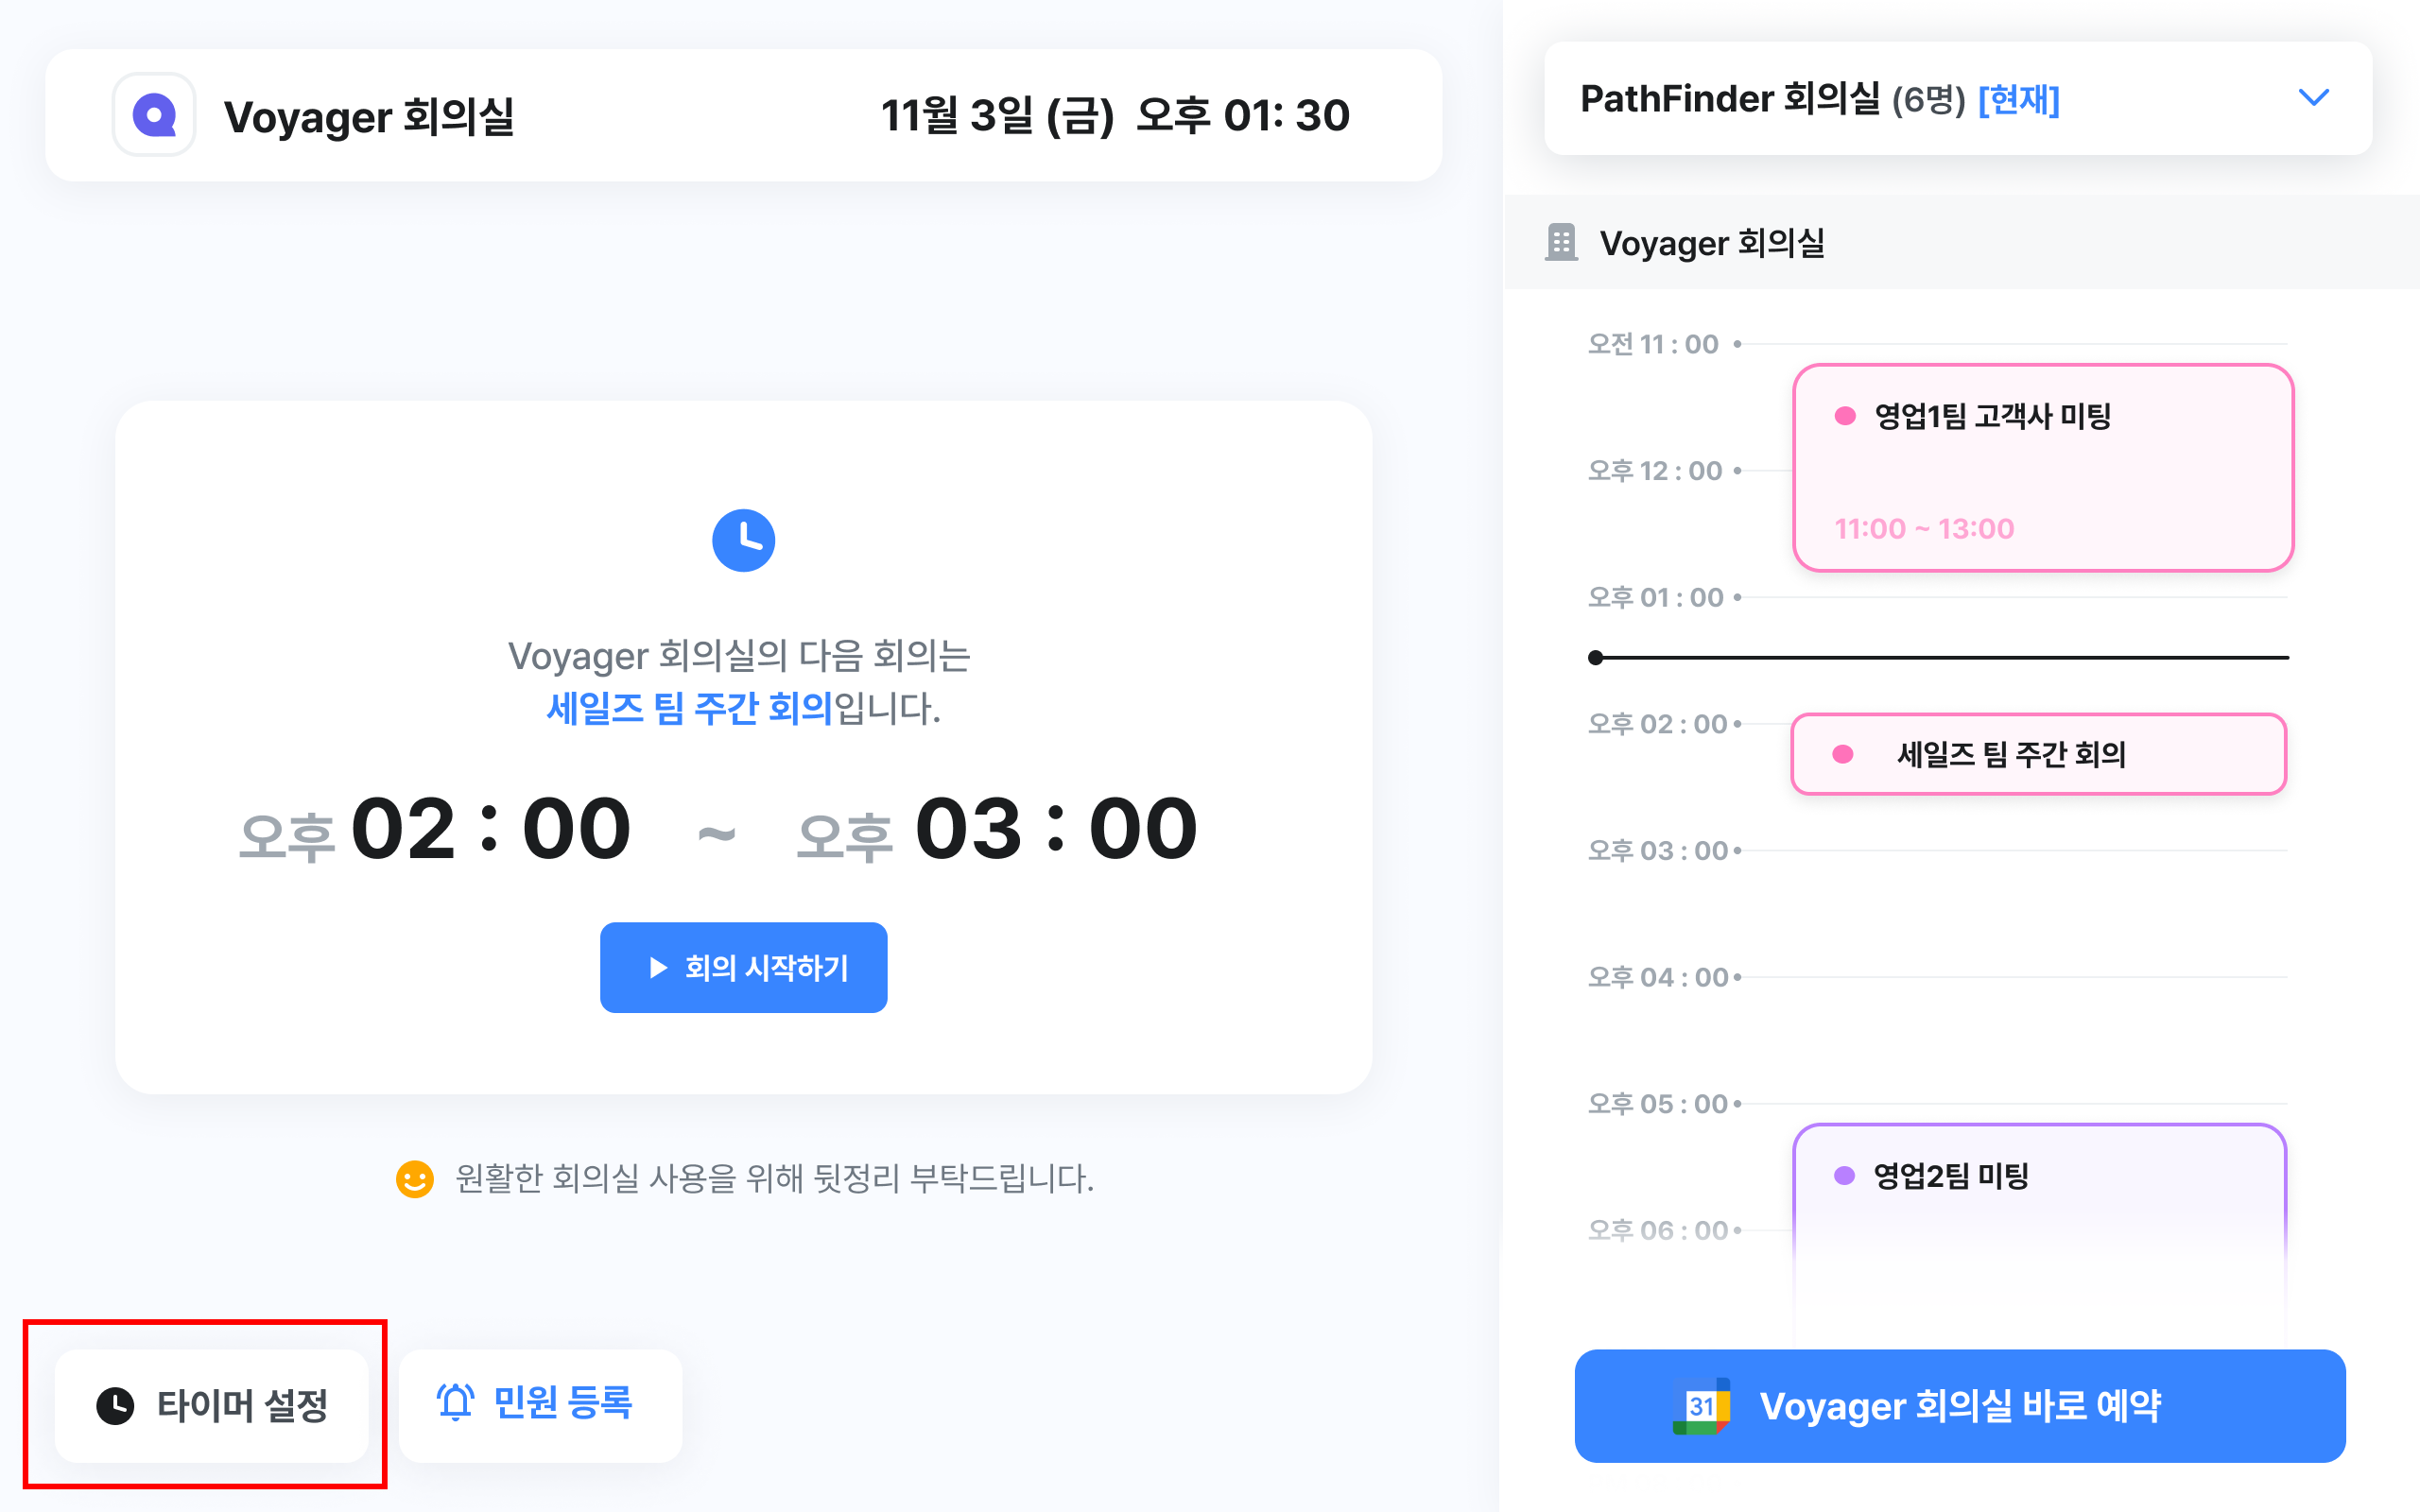 Voyager 회의실
11월 3일 (금) 오후 01: 30
Voyager 회의실의 다음 회의는
세일즈 팀 주간 회의입니다.
오후 02 : 00 ~ 오후 03 : 00
회의 시작하기
원활한 회의실 사용을 위해 뒷정리 부탁드립니다.
타이머 설정
민원 등록
PathFinder 회의실 (6명) [현재]
Voyager 회의실
오전 11 : 00
영업1팀 고객사 미팅
오후 12 : 00
11:00 ~ 13:00
오후 01 : 00
오후 02 : 00
세일즈 팀 주간 회의
오후 03 : 00
오후 04 : 00
오후 05 : 00
영업2팀 미팅
오후 06 : 00
31
Voyager 회의실 바로 예약